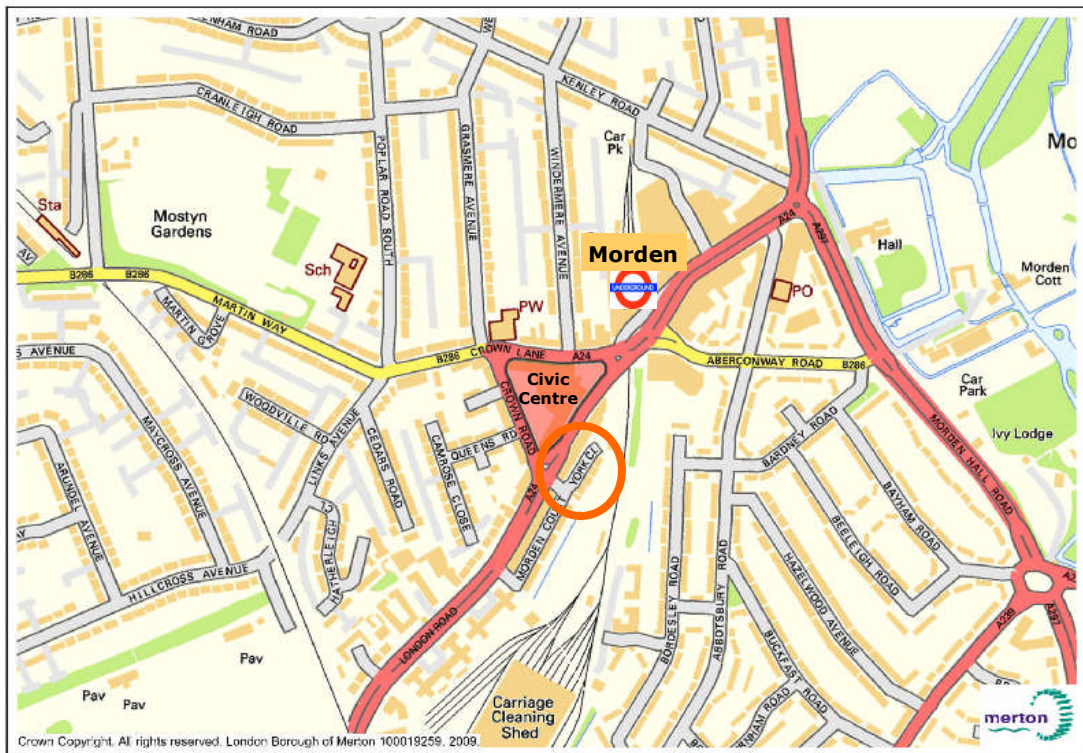 KENLEY ROAD
CRANLEIGH ROAD
POPLAR ROAD SOUTH
GRASMERE AVENUE
WINDERMERE AVENUE
Car
Pk
Sta
Mostyn
Gardens
Sch
PW
Morden
UNDERGROUND
A24
A297
Hall
Morden
Cott
PO
B286
B286
MARTIN WAY
MARTIN GROVE
B286
CROWN LANE
A24
ABERCONWAY ROAD
B286
Civic
Centre
CROWN ROAD
QUEENS RD
Car
Park
Ivy Lodge
MORDEN HALL ROAD
WOODVILLE RD
LINKS AVENUE
CEDARS ROAD
CAMROSE CLOSE
MAYCROSS AVENUE
ARUNDEL AVENUE
HILLCROSS AVENUE
HATHERLEIGH CL
A24
YORK CL
MORDEN COURT
LONDON ROAD
BARDNEY ROAD
BAYHAM ROAD
BEELEIGH ROAD
HAZELWOOD AVENUE
BORDESLEY ROAD
ABBOTSBURY ROAD
BUCKFAST ROAD
A239
A297
Pav
Pav
Pav
Carriage
Cleaning
Shed
merton
Crown Copyright. All rights reserved. London Borough of Merton 100019259, 2009.